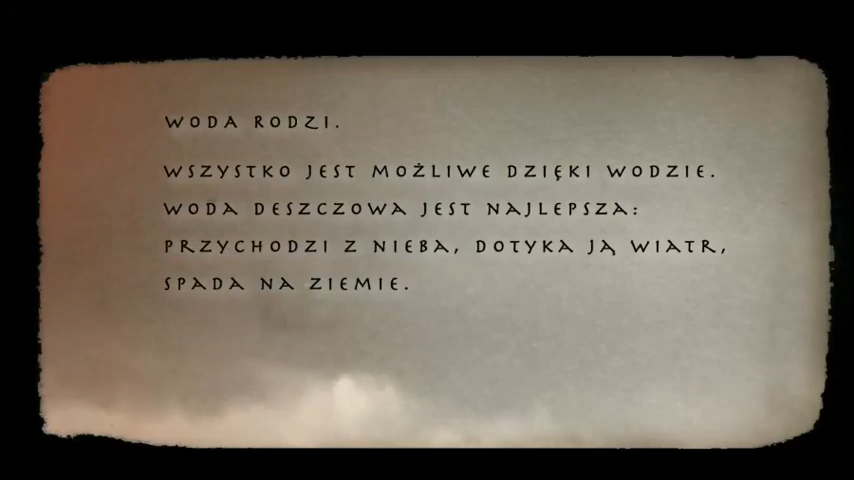 WODA RODZI.
WSZYSTKO JEST MOŻLIWE DZIĘKI WODZIE.
WODA DESZCZOWA JEST NAJLEPSZA:
PRZYCHODZI Z NIEBA, DOTYKA JĄ WIATR,
SPADA NA ZIEMIE.